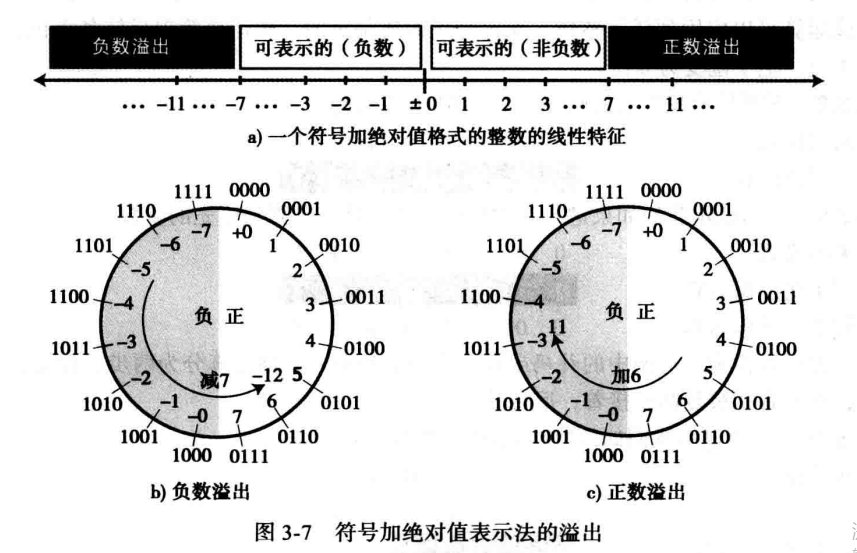 负数溢出 可表示的（负数） 可表示的（非负数） 正数溢出
… −11 … −7 … −3 −2 −1 ±0 1 2 3 … 7 … 11 …
a) 一个符号加绝对值格式的整数的线性特征
1111 0000
1110 0001
−7 +0
1101 −6 1 0010
−5 2
1100 −4 3 0011
负 正
1011 −3 4 0100
减7 −12 5
1010 −2 6 0101
−1 −0 7
1001 0110
1000 0111
b) 负数溢出
1111 0000
1110 0001
−7 +0
1101 −6 1 0010
−5 2
1100 −4 3 0011
负 正
11
1011 −3 4 0100
加6 5
1010 −2 6 0101
−1 −0 7
1001 0110
1000 0111
c) 正数溢出
图 3-7 符号加绝对值表示法的溢出